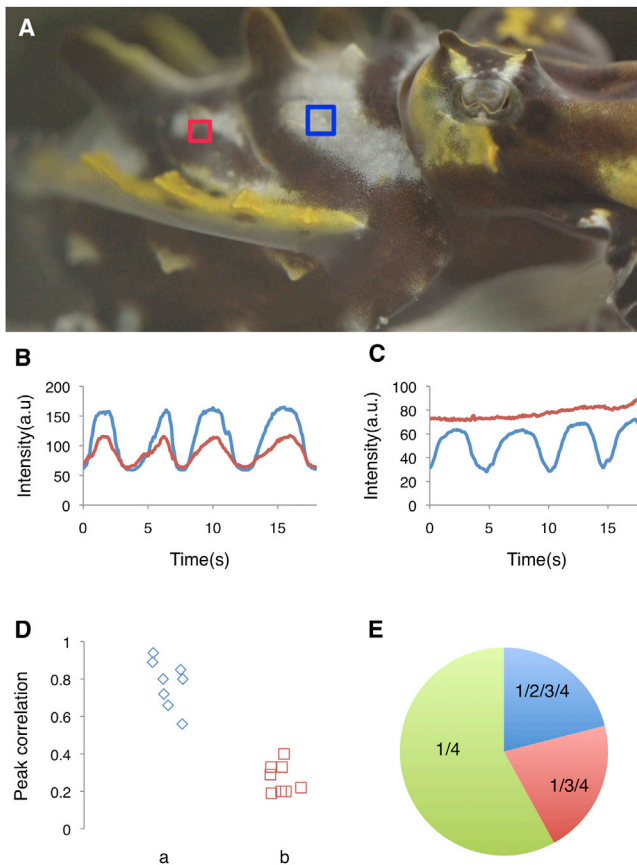 A
B
Intensity(a.u)
200
150
100
50
0
0 5 10 15
Time(s)
C
Intensity(a.u.)
100
80
60
40
20
0
0 5 10 15
Time(s)
D
Peak correlation
1
0.8
0.6
0.4
0.2
0
a b
E
1/2/3/4
1/4
1/3/4